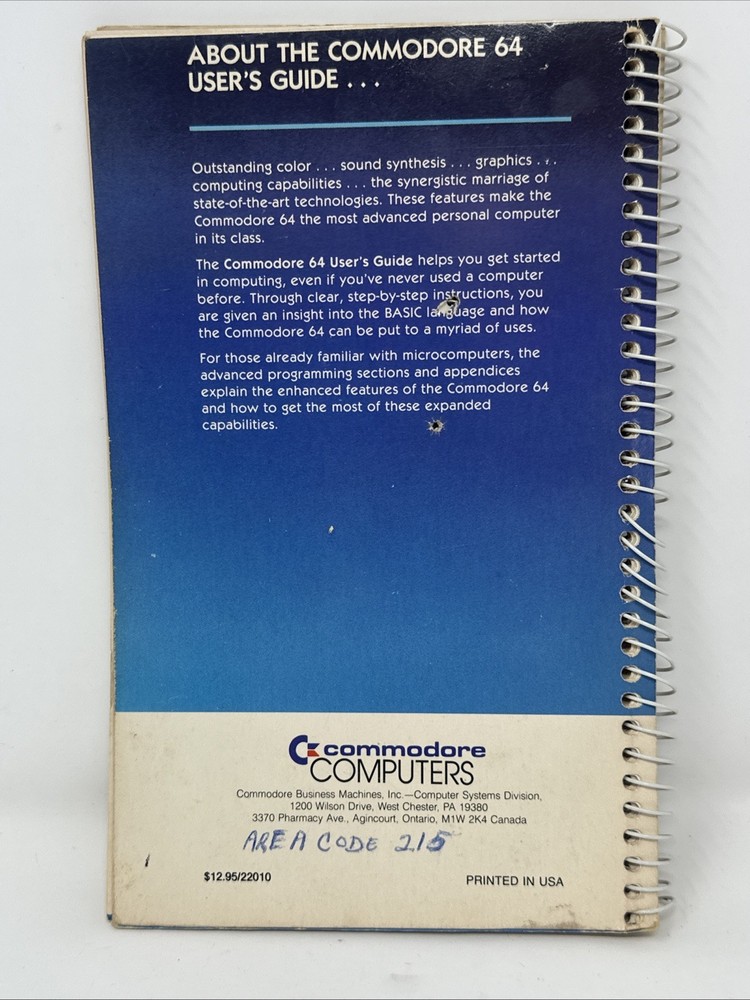 ABOUT THE COMMODORE 64
USER'S GUIDE . . .
Outstanding color . . . sound synthesis . . . graphics . . .
computing capabilities . . . the synergistic marriage of
state-of-the-art technologies. These features make the
Commodore 64 the most advanced personal computer
in its class.
The Commodore 64 User's Guide helps you get started
in computing, even if you've never used a computer
before. Through clear, step-by-step instructions, you
are given an insight into the BASIC language and how
the Commodore 64 can be put to a myriad of uses.
For those already familiar with microcomputers, the
advanced programming sections and appendices
explain the enhanced features of the Commodore 64
and how to get the most of these expanded
capabilities.
commodore
COMPUTERS
Commodore Business Machines, Inc.—Computer Systems Division,
1200 Wilson Drive, West Chester, PA 19380
3370 Pharmacy Ave., Agincourt, Ontario, M1W 2K4 Canada
AREA CODE 215
$12.95/22010
PRINTED IN USA